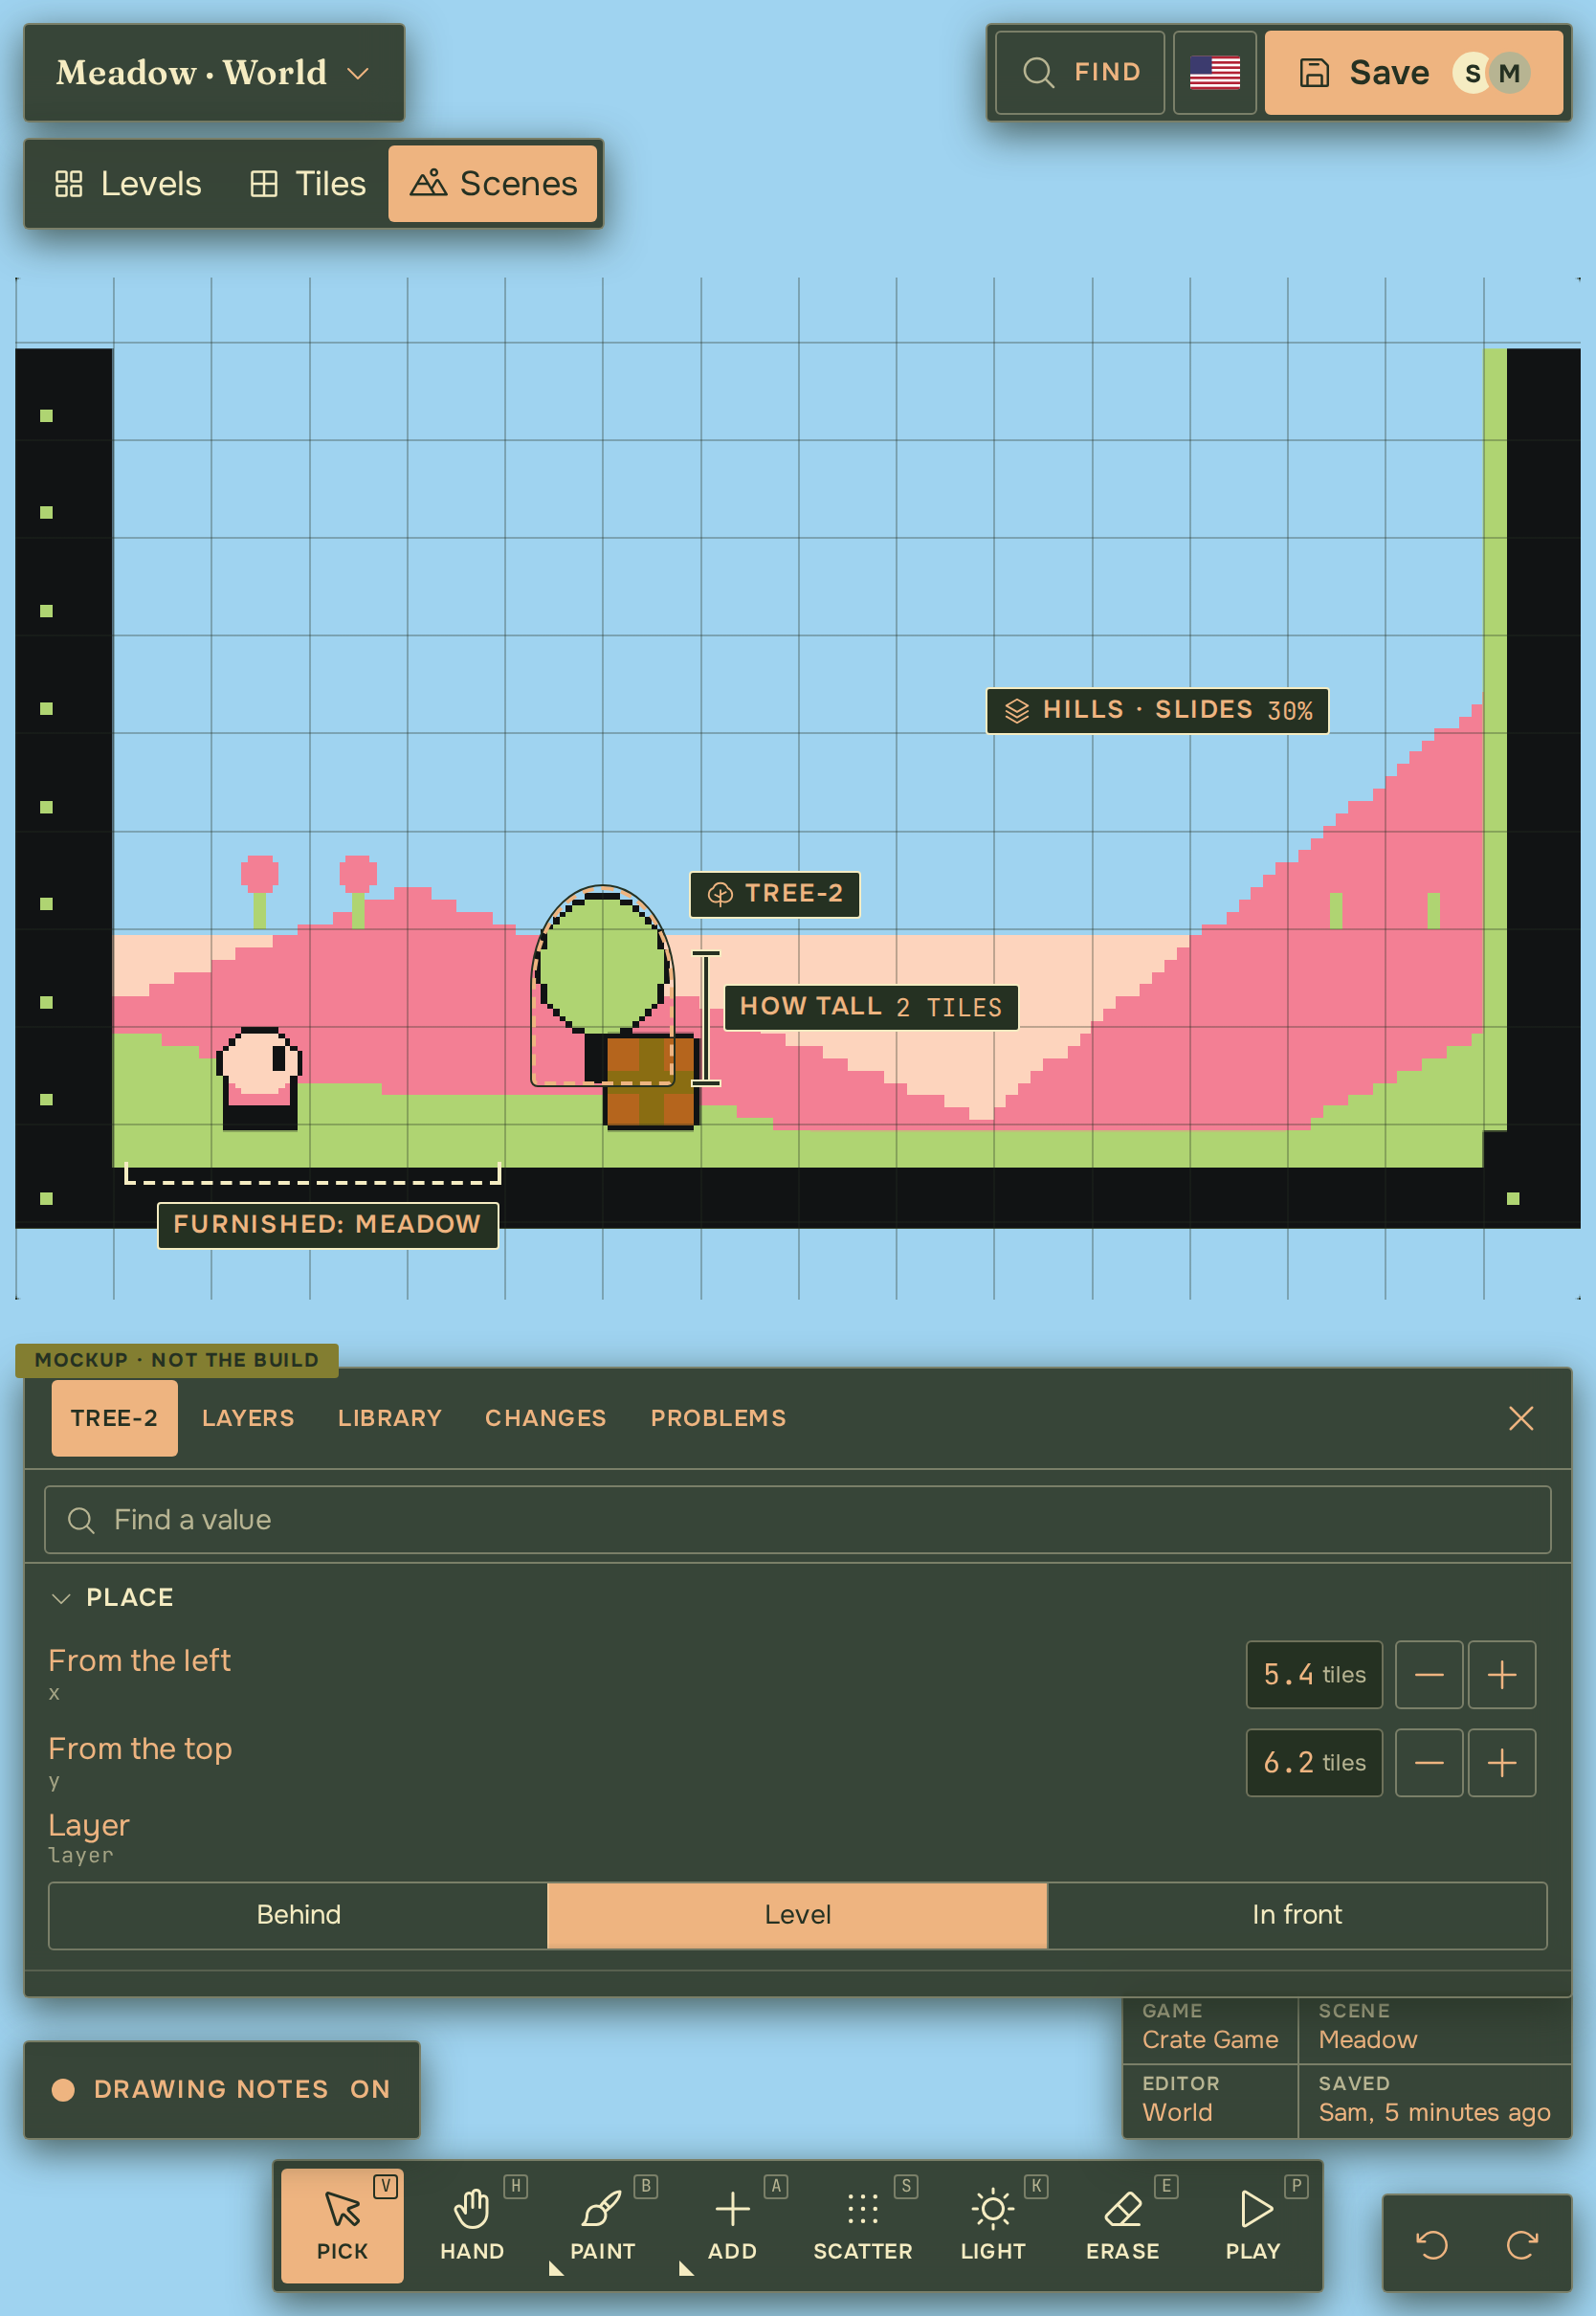 Meadow · World
FIND
Save
S
M
Levels
Tiles
Scenes
HILLS · SLIDES 30%
TREE-2
HOW TALL 2 TILES
FURNISHED: MEADOW
MOCKUP · NOT THE BUILD
TREE-2
LAYERS
LIBRARY
CHANGES
PROBLEMS
Find a value
PLACE
From the left
x
5.4 tiles
From the top
y
6.2 tiles
Layer
layer
Behind
Level
In front
GAME
Crate Game
SCENE
Meadow
EDITOR
World
SAVED
Sam, 5 minutes ago
DRAWING NOTES ON
V
PICK
H
HAND
B
PAINT
A
ADD
S
SCATTER
K
LIGHT
E
ERASE
P
PLAY